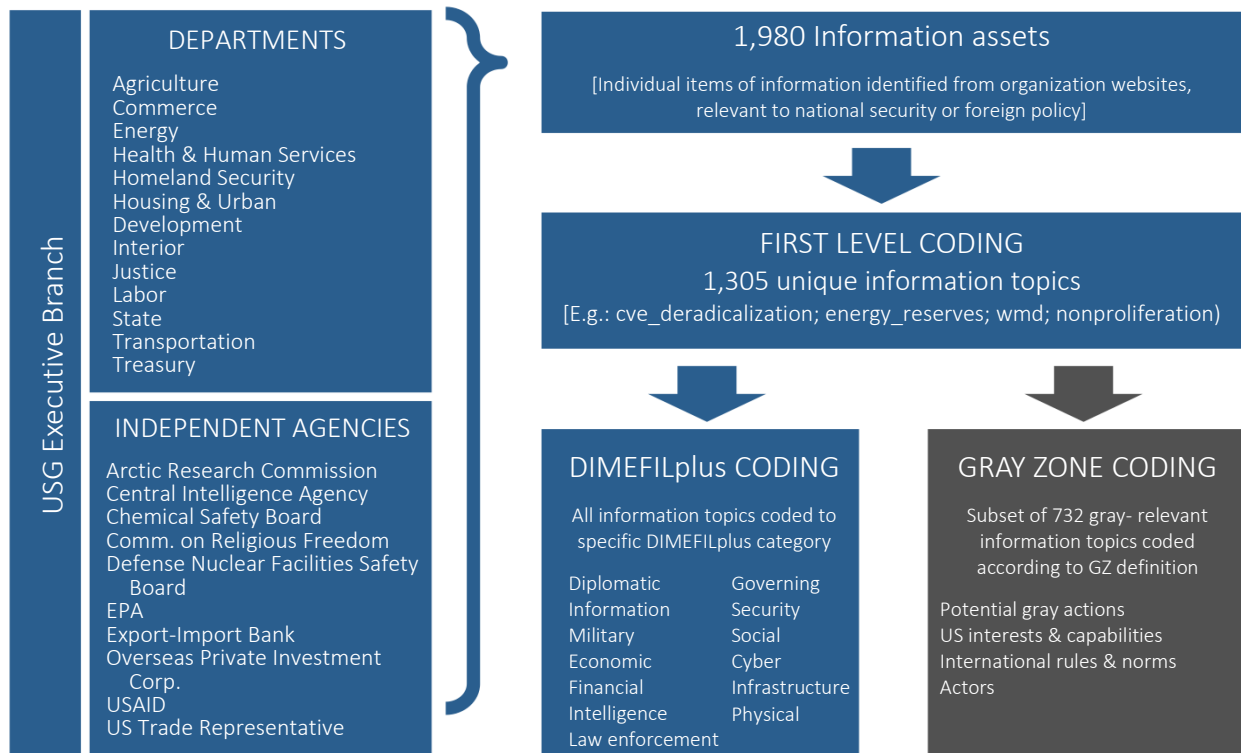 USG Executive Branch
DEPARTMENTS
Agriculture
Commerce
Energy
Health & Human Services
Homeland Security
Housing & Urban
Development
Interior
Justice
Labor
State
Transportation
Treasury
INDEPENDENT AGENCIES
Arctic Research Commission
Central Intelligence Agency
Chemical Safety Board
Comm. on Religious Freedom
Defense Nuclear Facilities Safety
Board
EPA
Export-Import Bank
Overseas Private Investment
Corp.
USAID
US Trade Representative
1,980 Information assets
[Individual items of information identified from organization websites,
relevant to national security or foreign policy]
FIRST LEVEL CODING
1,305 unique information topics
[E.g.: cve_deradicalization; energy_reserves; wmd; nonproliferation)
DIMEFILplus CODING
All information topics coded to
specific DIMEFILplus category
Diplomatic
Information
Military
Economic
Financial
Intelligence
Law enforcement
Governing
Security
Social
Cyber
Infrastructure
Physical
GRAY ZONE CODING
Subset of 732 gray- relevant
information topics coded
according to GZ definition
Potential gray actions
US interests & capabilities
International rules & norms
Actors